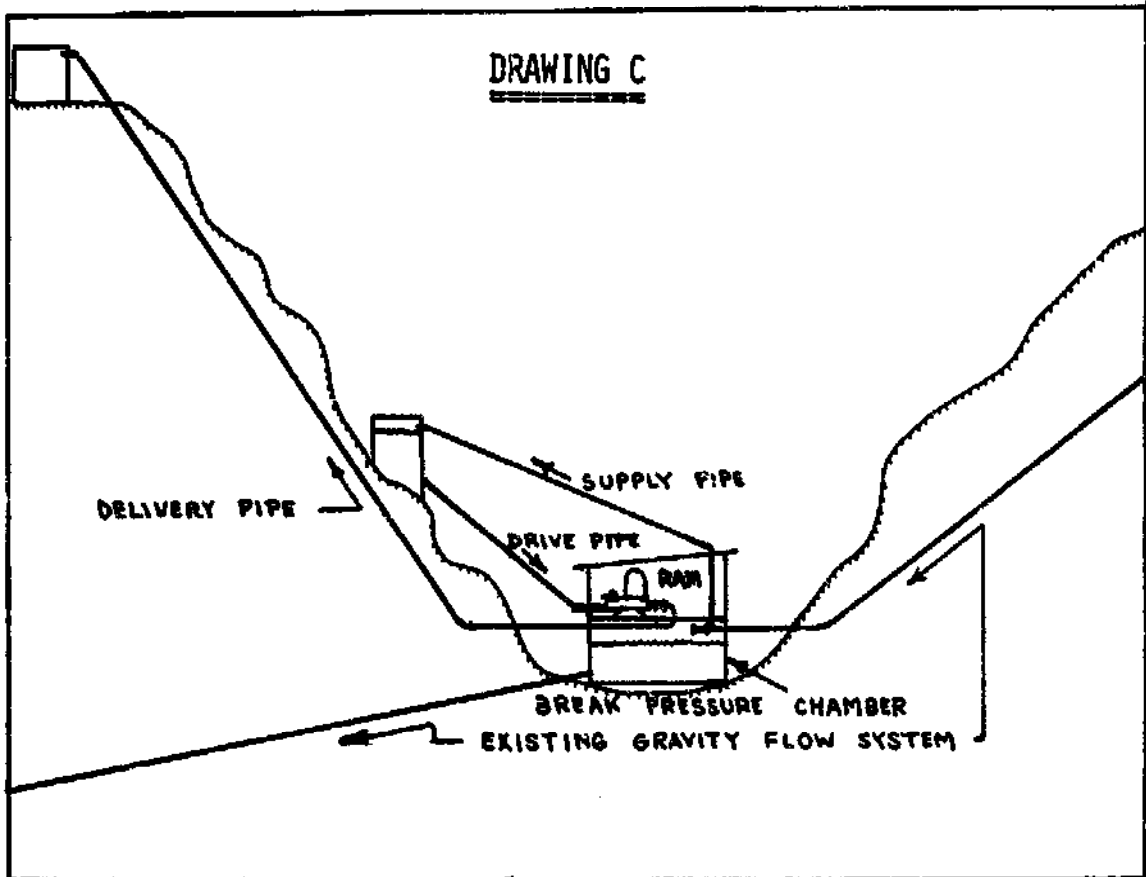 DRAWING C
SUPPLY PIPE
DELIVERY PIPE
DRIVE PIPE
RAM
BREAK PRESSURE CHAMBER
EXISTING GRAVITY FLOW SYSTEM